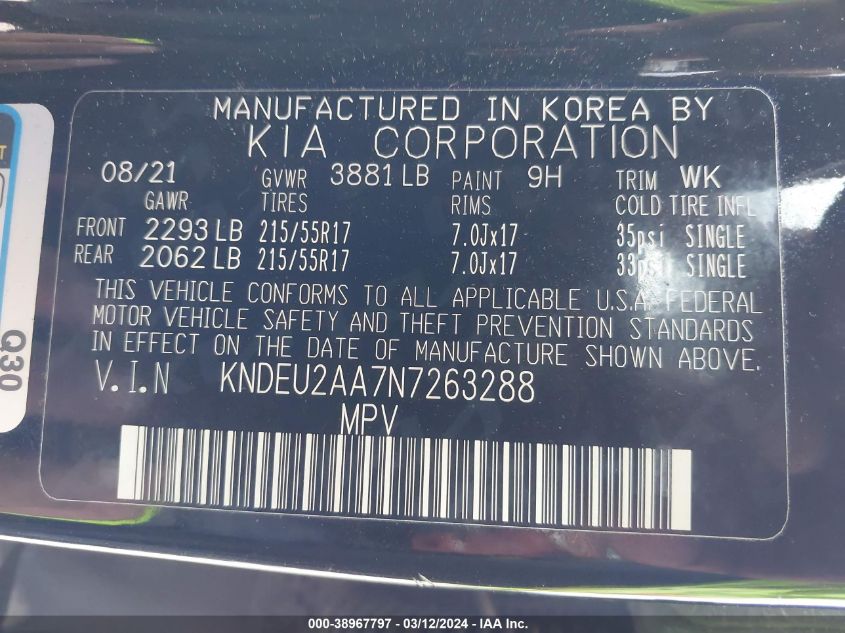 MANUFACTURED IN KOREA BY
KIA CORPORATION
08/21 GVWR 3881 LB PAINT 9H TRIM WK
GAWR TIRES RIMS COLD TIRE INFL
FRONT 2293 LB 215/55R17 7.0Jx17 35psi SINGLE
REAR 2062 LB 215/55R17 7.0Jx17 33psi SINGLE
THIS VEHICLE CONFORMS TO ALL APPLICABLE U.S.A. FEDERAL
MOTOR VEHICLE SAFETY AND THEFT PREVENTION STANDARDS
IN EFFECT ON THE DATE OF MANUFACTURE SHOWN ABOVE.
V.I.N KNDEU2AA7N7263288
MPV
Q30
000-38967797 - 03/12/2024 - IAA Inc.